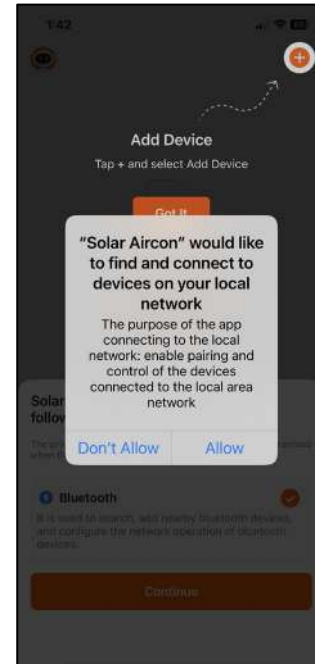 1:42
Add Device
Tap + and select Add Device
Got It
"Solar Aircon" would like
to find and connect to
devices on your local
network
The purpose of the app
connecting to the local
network: enable pairing and
control of the devices
connected to the local area
network
Don't Allow
Allow
Solar
follow
Bluetooth
It is used to search, add nearby bluetooth devices,
and configure the network operation of bluetooth
devices.
Continue